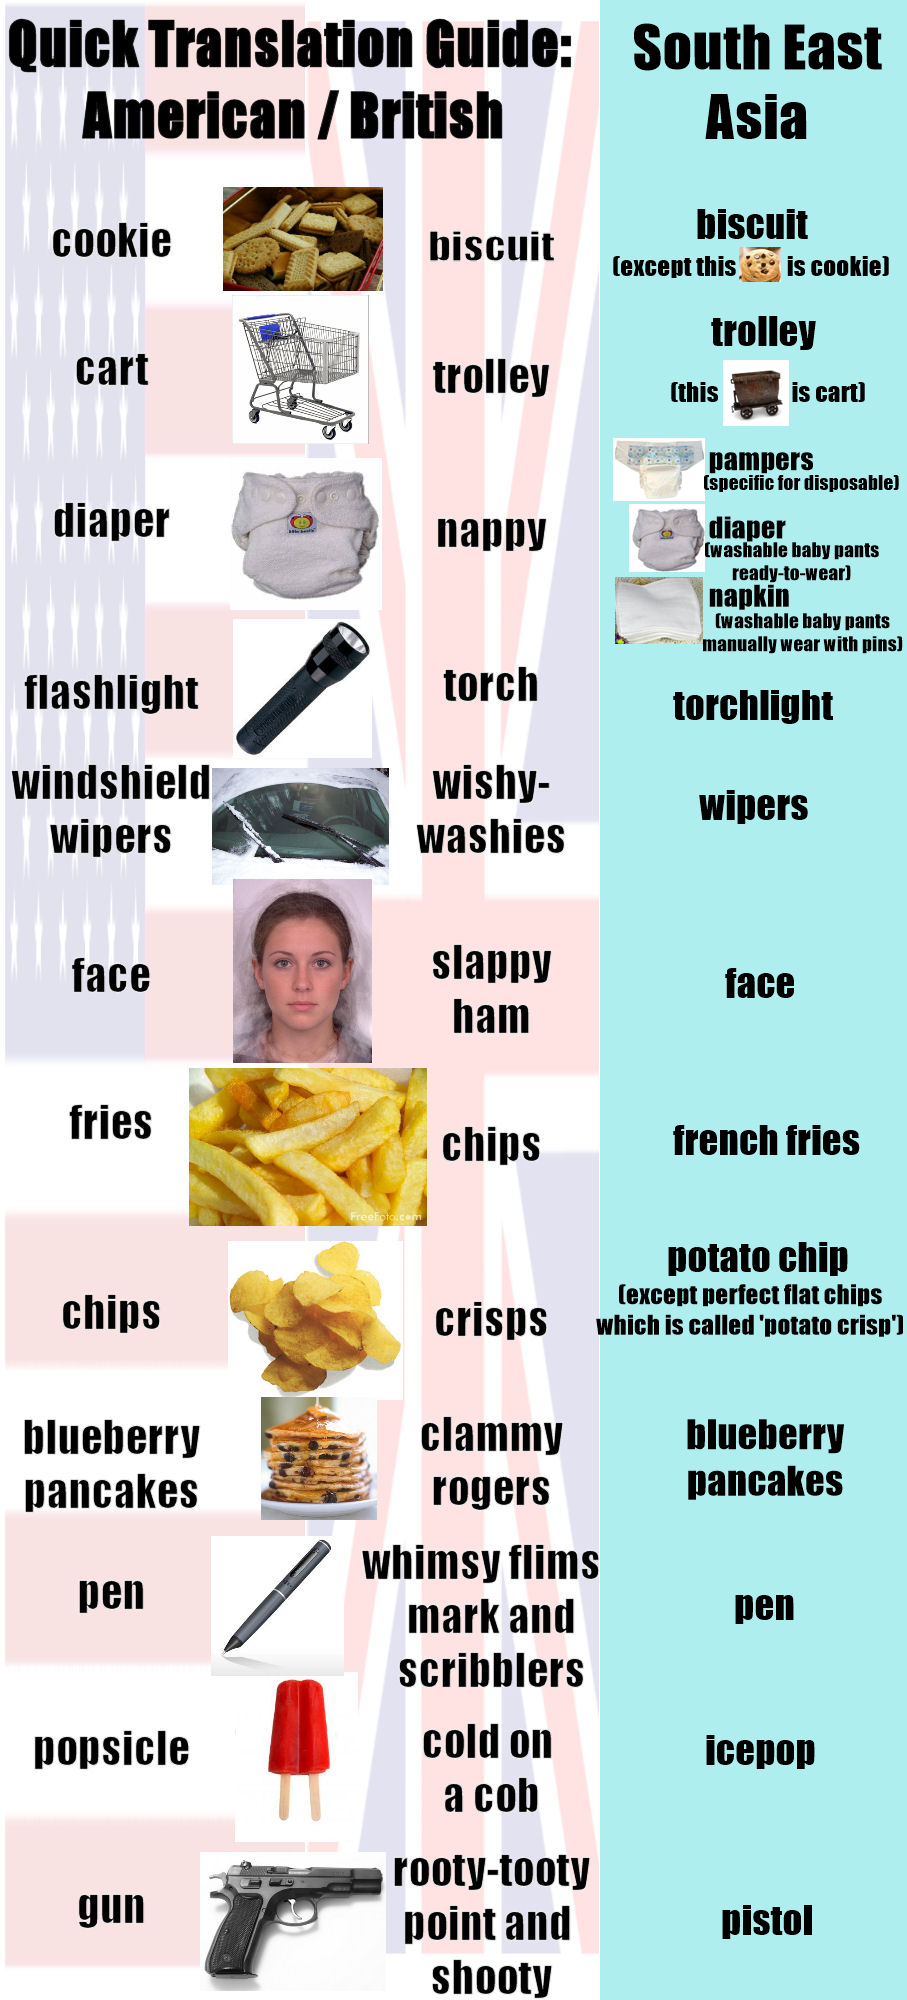 Quick Translation Guide:
American / British
South East
Asia
cookie
biscuit
biscuit
(except this is cookie)
cart
trolley
trolley
(this is cart)
diaper
nappy
pampers
(specific for disposable)
diaper
(washable baby pants
ready-to-wear)
napkin
(washable baby pants
manually wear with pins)
flashlight
torch
torchlight
windshield
wipers
wishy-
washies
wipers
face
slappy
ham
face
fries
FreeFoto.com
chips
french fries
chips
crisps
potato chip
(except perfect flat chips
which is called 'potato crisp')
blueberry
pancakes
clammy
rogers
blueberry
pancakes
pen
whimsy flims
mark and
scribblers
pen
popsicle
cold on
a cob
icepop
gun
rooty-tooty
point and
shooty
pistol